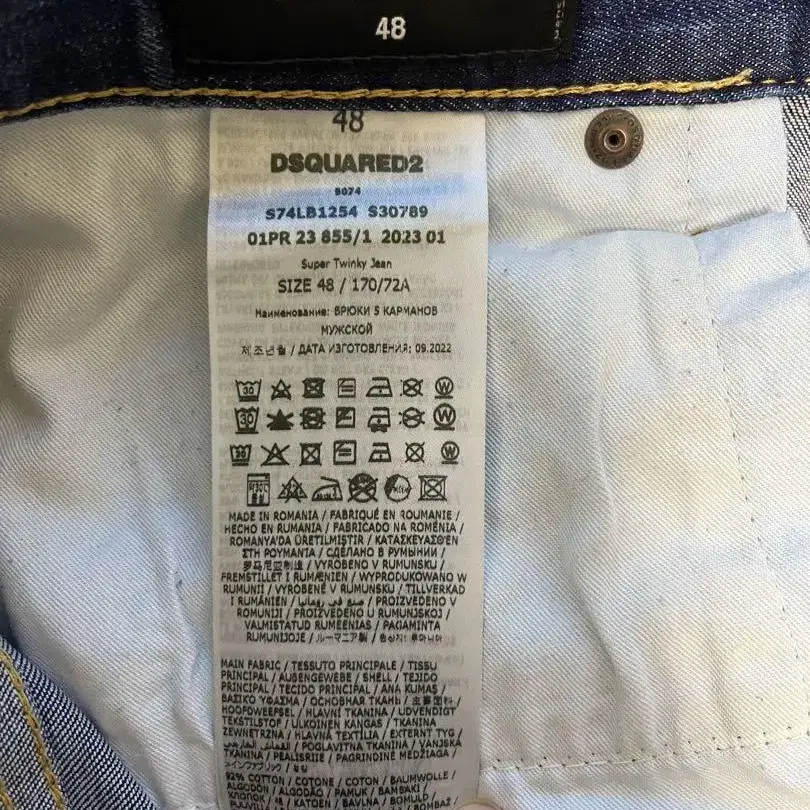 48
48
DSQUARED2
S074
S74LB1254 S30789
01PR 23 855/1 2023 01
Super Twinky Jean
SIZE 48 / 170/72A
Наименование: БРЮКИ 5 КАРМАНОВ
МУЖСКОЙ
제조년월 / ДАТА ИЗГОТОВЛЕНИЯ: 09.2022
30 W
30 W
30 W
MADE IN ROMANIA / FABRIQUÉ EN ROUMANIE /
HECHO EN RUMANIA / FABRICADO NA ROMÉNIA /
ROMANYA'DA ÜRETILMIŞTIR / ΚΑΤΑΣΚΕΥΑΣΘΕΝ
ΣΤΗ ΡΟΥΜΑΝΙΑ / СДЕЛАНО В РУМЫНИИ /
罗马尼亚制造 / VYROBENO V RUMUNSKU /
FREMSTILLET I RUMÆNIEN / WYPRODUKOWANO W
RUMUNII / VYROBENÉ V RUMUNSKU / TILLVERKAD
I RUMÄNIEN / صنع في رومانيا / PROIZVEDENO V
ROMUNIJI / PROIZVEDENO U RUMUNJSKOJ /
VALMISTATUD RUMEENIAS / PAGAMINTA
RUMUNIJOJE / ルーマニア製 / 원산지: 루마니아
MAIN FABRIC / TESSUTO PRINCIPALE / TISSU
PRINCIPAL / AUßENGEWEBE / SHELL / TEJIDO
PRINCIPAL / TECIDO PRINCIPAL / ANA KUMAŞ /
ΒΑΣΙΚΟ ΥΦΑΣΜΑ / ОСНОВНАЯ ТКАНЬ / 主要面料 /
HOOFDWEEFSEL / HLAVNÍ TKANINA / UDVENDIGT
TEKSTILSTOF / ULKOINEN KANGAS / TKANINA
ZEWNĘTRZNA / HLAVNÁ TEXTÍLIA / EXTERNT TYG /
القماش الخارجي / POGLAVITNA TKANINA / VANJSKA
TKANINA / PEALISRIIE / PAGRINDINĖ MEDŽIAGA /
メインファブリック / 겉감
92% COTTON / COTONE / COTON / BAUMWOLLE /
ALGODÓN / ALGODÃO / PAMUK / ΒΑΜΒΑΚΙ /
ХЛОПОК / 棉 / KATOEN / BAVLNA / BOMULD /
PUUVILLA / BOMBAŽ /